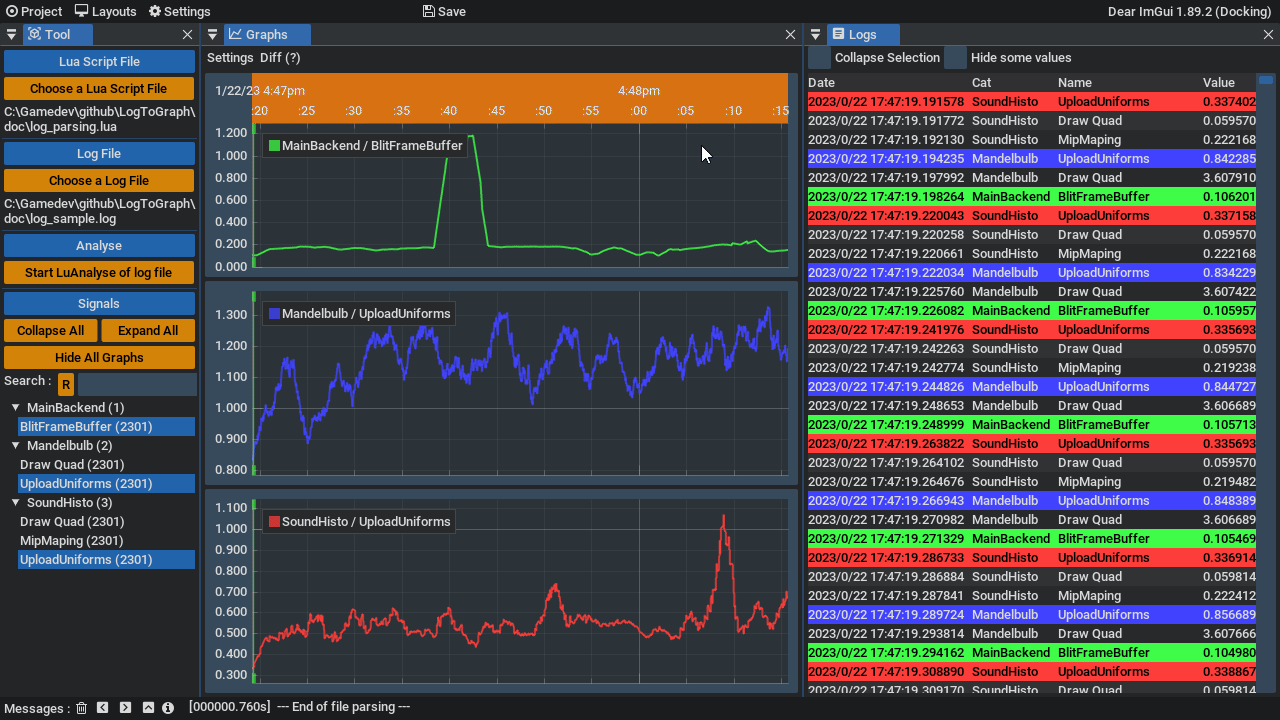 Project Layouts Settings Save Dear ImGui 1.89.2 (Docking)
Tool
Lua Script File
Choose a Lua Script File
C:\Gamedev\github\LogToGraph\
doc\log_parsing.lua
Log File
Choose a Log File
C:\Gamedev\github\LogToGraph\
doc\log_sample.log
Analyse
Start LuAnalyse of log file
Signals
Collapse All Expand All
Hide All Graphs
Search : R
MainBackend (1)
BlitFrameBuffer (2301)
Mandelbulb (2)
Draw Quad (2301)
UploadUniforms (2301)
SoundHisto (3)
Draw Quad (2301)
MipMaping (2301)
UploadUniforms (2301)
Graphs
Settings Diff (?)
1/22/23 4:47pm 4:48pm
:20 :25 :30 :35 :40 :45 :50 :55 :00 :05 :10 :15
1.200
1.000
0.800
0.600
0.400
0.200
0.000
MainBackend / BlitFrameBuffer
1.300
1.200
1.100
1.000
0.900
0.800
Mandelbulb / UploadUniforms
1.100
1.000
0.900
0.800
0.700
0.600
0.500
0.400
0.300
SoundHisto / UploadUniforms
Logs
Collapse Selection Hide some values
Date Cat Name Value
2023/0/22 17:47:19.191578 SoundHisto UploadUniforms 0.337402
2023/0/22 17:47:19.191772 SoundHisto Draw Quad 0.059570
2023/0/22 17:47:19.192130 SoundHisto MipMaping 0.222168
2023/0/22 17:47:19.194235 Mandelbulb UploadUniforms 0.842285
2023/0/22 17:47:19.197992 Mandelbulb Draw Quad 3.607910
2023/0/22 17:47:19.198264 MainBackend BlitFrameBuffer 0.106201
2023/0/22 17:47:19.220043 SoundHisto UploadUniforms 0.337158
2023/0/22 17:47:19.220258 SoundHisto Draw Quad 0.059570
2023/0/22 17:47:19.220661 SoundHisto MipMaping 0.222168
2023/0/22 17:47:19.222034 Mandelbulb UploadUniforms 0.834229
2023/0/22 17:47:19.225760 Mandelbulb Draw Quad 3.607422
2023/0/22 17:47:19.226082 MainBackend BlitFrameBuffer 0.105957
2023/0/22 17:47:19.241976 SoundHisto UploadUniforms 0.335693
2023/0/22 17:47:19.242263 SoundHisto Draw Quad 0.059570
2023/0/22 17:47:19.242774 SoundHisto MipMaping 0.219238
2023/0/22 17:47:19.244826 Mandelbulb UploadUniforms 0.844727
2023/0/22 17:47:19.248653 Mandelbulb Draw Quad 3.606689
2023/0/22 17:47:19.248999 MainBackend BlitFrameBuffer 0.105713
2023/0/22 17:47:19.263822 SoundHisto UploadUniforms 0.335693
2023/0/22 17:47:19.264102 SoundHisto Draw Quad 0.059570
2023/0/22 17:47:19.264676 SoundHisto MipMaping 0.219482
2023/0/22 17:47:19.266943 Mandelbulb UploadUniforms 0.848389
2023/0/22 17:47:19.270982 Mandelbulb Draw Quad 3.606689
2023/0/22 17:47:19.271329 MainBackend BlitFrameBuffer 0.105469
2023/0/22 17:47:19.286733 SoundHisto UploadUniforms 0.336914
2023/0/22 17:47:19.286884 SoundHisto Draw Quad 0.059814
2023/0/22 17:47:19.287841 SoundHisto MipMaping 0.222412
2023/0/22 17:47:19.289724 Mandelbulb UploadUniforms 0.856689
2023/0/22 17:47:19.293814 Mandelbulb Draw Quad 3.607666
2023/0/22 17:47:19.294162 MainBackend BlitFrameBuffer 0.104980
2023/0/22 17:47:19.308890 SoundHisto UploadUniforms 0.338867
2023/0/22 17:47:19.309170 SoundHisto Draw Quad 0.059814
Messages : [000000.760s] --- End of file parsing ---